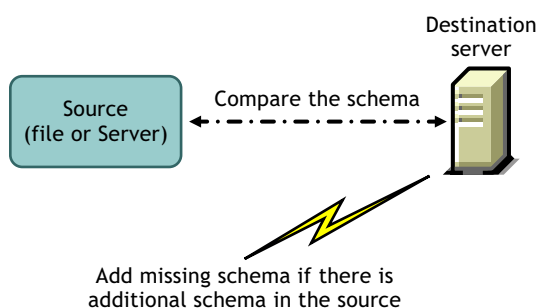 Destination
server
Source
(file or Server)
Compare the schema
Add missing schema if there is
additional schema in the source